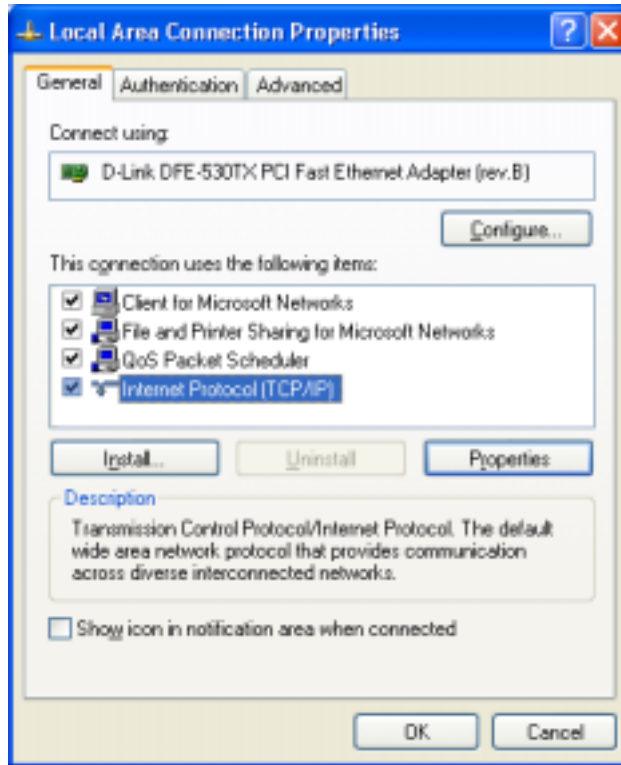 Local Area Connection Properties
General Authentication Advanced
Connect using:
D-Link DFE-530TX PCI Fast Ethernet Adapter (rev.B)
Configure...
This connection uses the following items:
Client for Microsoft Networks
File and Printer Sharing for Microsoft Networks
QoS Packet Scheduler
Internet Protocol (TCP/IP)
Install... Uninstall Properties
Description
Transmission Control Protocol/Internet Protocol. The default
wide area network protocol that provides communication
across diverse interconnected networks.
Show icon in notification area when connected
OK Cancel